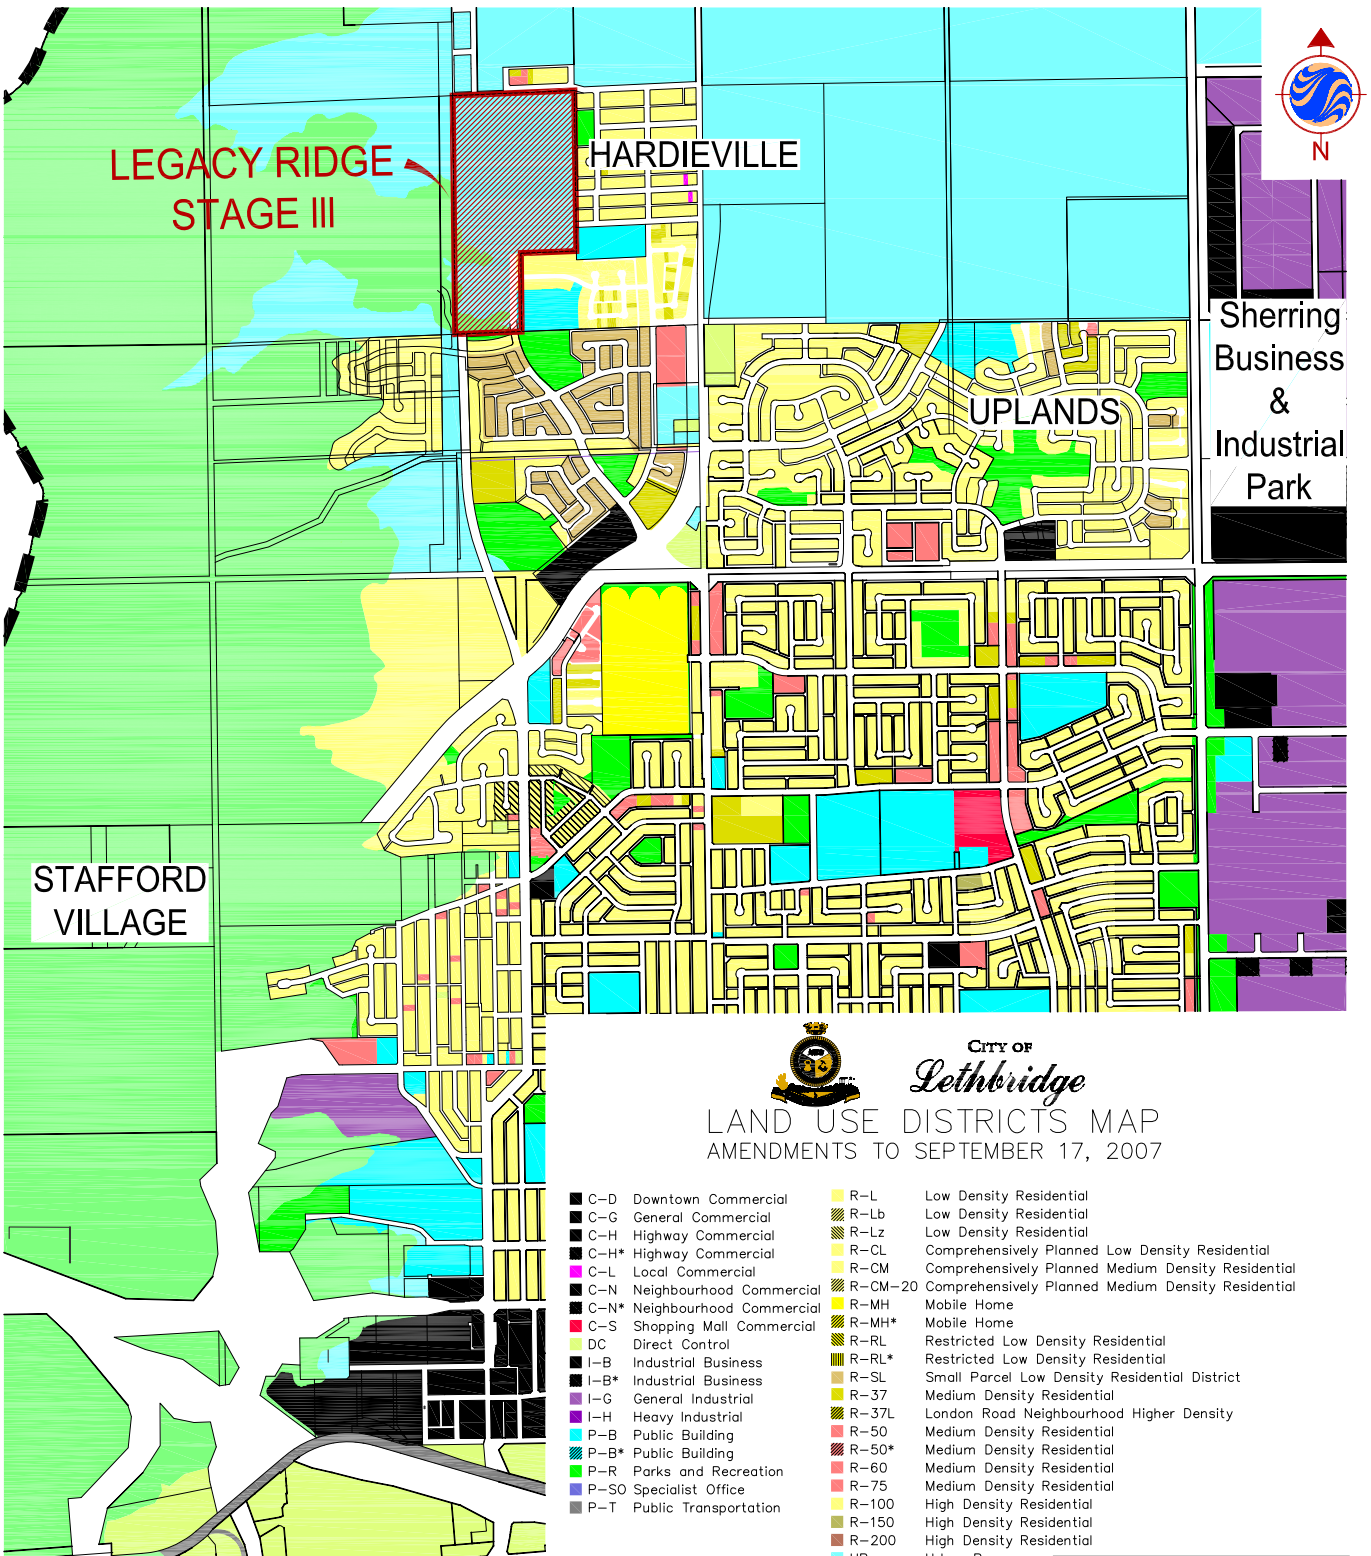 LEGACY RIDGE
STAGE III
HARDIEVILLE
N
Sherring
Business
&
Industrial
Park
UPLANDS
STAFFORD
VILLAGE
CITY OF
Lethbridge
LAND USE DISTRICTS MAP
AMENDMENTS TO SEPTEMBER 17, 2007
C-D Downtown Commercial
C-G General Commercial
C-H Highway Commercial
C-H* Highway Commercial
C-L Local Commercial
C-N Neighbourhood Commercial
C-N* Neighbourhood Commercial
C-S Shopping Mall Commercial
DC Direct Control
I-B Industrial Business
I-B* Industrial Business
I-G General Industrial
I-H Heavy Industrial
P-B Public Building
P-B* Public Building
P-R Parks and Recreation
P-SO Specialist Office
P-T Public Transportation
R-L Low Density Residential
R-Lb Low Density Residential
R-Lz Low Density Residential
R-CL Comprehensively Planned Low Density Residential
R-CM Comprehensively Planned Medium Density Residential
R-CM-20 Comprehensively Planned Medium Density Residential
R-MH Mobile Home
R-MH* Mobile Home
R-RL Restricted Low Density Residential
R-RL* Restricted Low Density Residential
R-SL Small Parcel Low Density Residential District
R-37 Medium Density Residential
R-37L London Road Neighbourhood Higher Density
R-50 Medium Density Residential
R-50* Medium Density Residential
R-60 Medium Density Residential
R-75 Medium Density Residential
R-100 High Density Residential
R-150 High Density Residential
R-200 High Density Residential